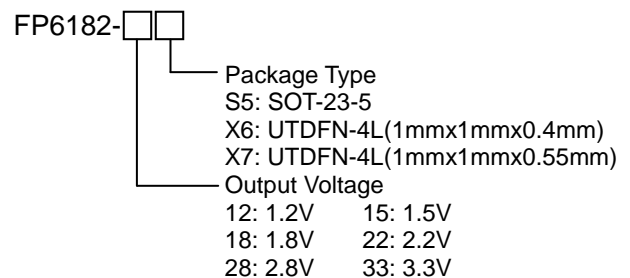 FP6182-□□
Package Type
S5: SOT-23-5
X6: UTDFN-4L(1mmx1mmx0.4mm)
X7: UTDFN-4L(1mmx1mmx0.55mm)
Output Voltage
12: 1.2V 15: 1.5V
18: 1.8V 22: 2.2V
28: 2.8V 33: 3.3V